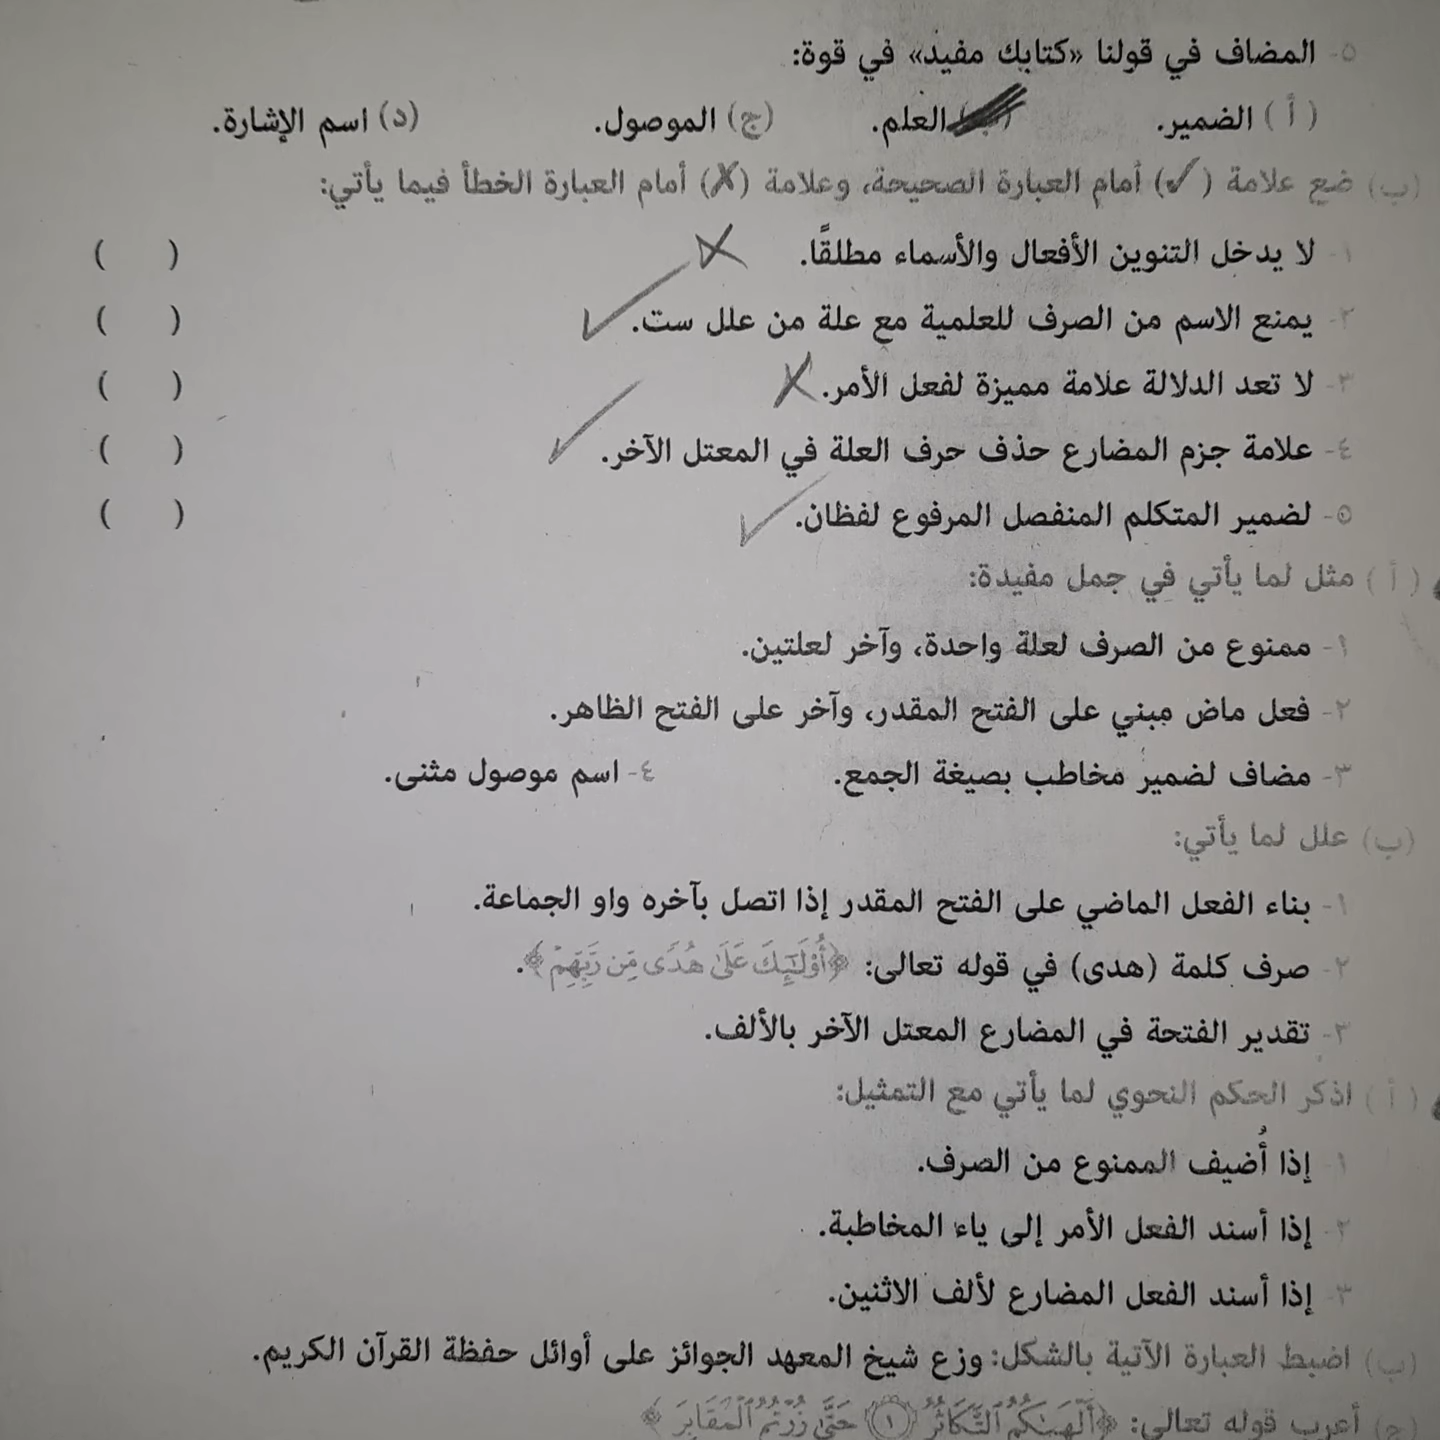 ٥- المضاف في قولنا «كتابك مفيد» في قوة:
( أ ) الضمير. العلم. (ج) الموصول. (د) اسم الإشارة.
(ب) ضع علامة ( ✓ ) أمام العبارة الصحيحة، وعلامة (✗) أمام العبارة الخطأ فيما يأتي:
١- لا يدخل التنوين الأفعال والأسماء مطلقًا. ✗ ( )
٢- يمنع الاسم من الصرف للعلمية مع علة من علل ست. ✓ ( )
٣- لا تعد الدلالة علامة مميزة لفعل الأمر. ✗ ( )
٤- علامة جزم المضارع حذف حرف العلة في المعتل الآخر. ✓ ( )
٥- لضمير المتكلم المنفصل المرفوع لفظان. ✓ ( )
( أ ) مثل لما يأتي في جمل مفيدة:
١- ممنوع من الصرف لعلة واحدة، وآخر لعلتين.
٢- فعل ماض مبني على الفتح المقدر، وآخر على الفتح الظاهر.
٣- مضاف لضمير مخاطب بصيغة الجمع. ٤- اسم موصول مثنى.
(ب) علل لما يأتي:
١- بناء الفعل الماضي على الفتح المقدر إذا اتصل بآخره واو الجماعة.
٢- صرف كلمة (هدى) في قوله تعالى: ﴿أُوْلَٰٓئِكَ عَلَىٰ هُدًى مِّن رَّبِّهِمۡ﴾.
٣- تقدير الفتحة في المضارع المعتل الآخر بالألف.
( أ ) اذكر الحكم النحوي لما يأتي مع التمثيل:
١- إذا أُضيف الممنوع من الصرف.
٢- إذا أسند الفعل الأمر إلى ياء المخاطبة.
٣- إذا أسند الفعل المضارع لألف الاثنين.
(ب) اضبط العبارة الآتية بالشكل: وزع شيخ المعهد الجوائز على أوائل حفظة القرآن الكريم.
(ج) أعرب قوله تعالى: ﴿أَلۡهَىٰكُمُ ٱلتَّكَاثُرُ ١ حَتَّىٰ زُرۡتُمُ ٱلۡمَقَابِرَ﴾